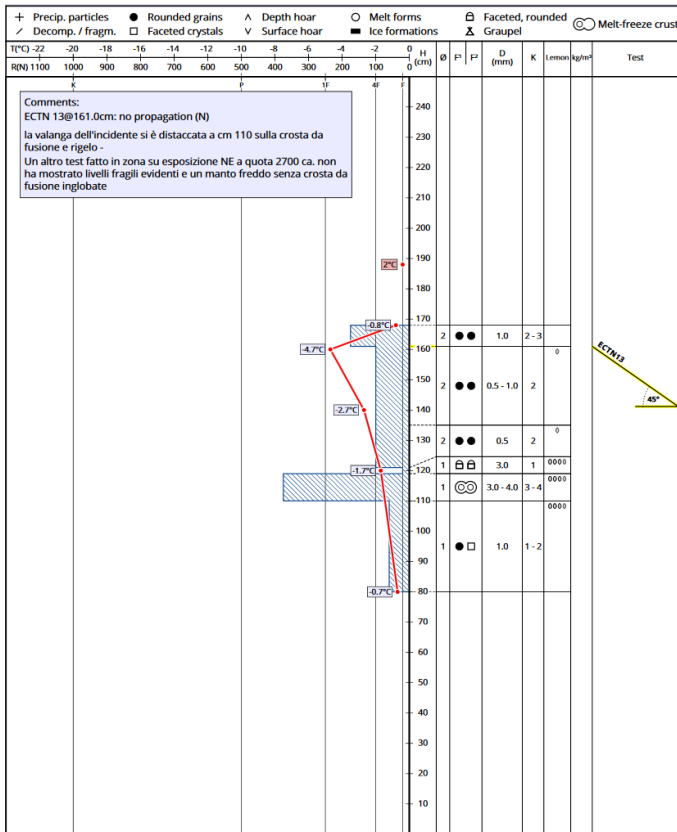 + Precip. particles ● Rounded grains ∧ Depth hoar ○ Melt forms Faceted, rounded Melt-freeze crust
/ Decomp. / fragm. □ Faceted crystals ∨ Surface hoar ▬ Ice formations Graupel
T(°C) -22 -20 -18 -16 -14 -12 -10 -8 -6 -4 -2 0 H (cm) Ø F¹ F² D (mm) K Lemon kg/m³ Test
R(N) 1100 1000 900 800 700 600 500 400 300 200 100 0
K P 1F 4F F
Comments:
ECTN 13@161.0cm: no propagation (N)
la valanga dell'incidente si è distaccata a cm 110 sulla crosta da
fusione e rigelo -
Un altro test fatto in zona su esposizione NE a quota 2700 ca. non
ha mostrato livelli fragili evidenti e un manto freddo senza crosta da
fusione inglobate
240
230
220
210
200
2°C 190
180
170
-0.8°C
2 ●● 1.0 2 - 3
-4.7°C 160
0
ECTN13
150
2 ●● 0.5 - 1.0 2
45°
-2.7°C 140
0
130 2 ●● 0.5 2
1 3.0 1 0000
-1.7°C 120
1 3.0 - 4.0 3 - 4 0000
110
0000
100
1 ● □ 1.0 1 - 2
90
-0.7°C 80
70
60
50
40
30
20
10